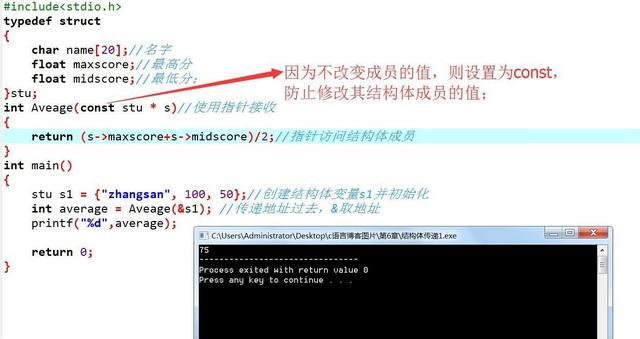 #include<stdio.h>
typedef struct
{
char name[20];//名字
float maxscore;//最高分
float midscore;//最低分;
}stu;
因为不改变成员的值，则设置为const，
防止修改其结构体成员的值；
int Aveage(const stu * s)//使用指针接收
{
return (s->maxscore+s->midscore)/2;//指针访问结构体成员
}
int main()
{
stu s1 = {"zhangsan", 100, 50};//创建结构体变量s1并初始化
int average = Aveage(&s1); //传递地址过去，&取地址
printf("%d",average);
return 0;
}
C:\Users\Administrator\Desktop\c语言博客图片\第6章\结构体传递1.exe
75
--------------------------------
Process exited with return value 0
Press any key to continue . . .